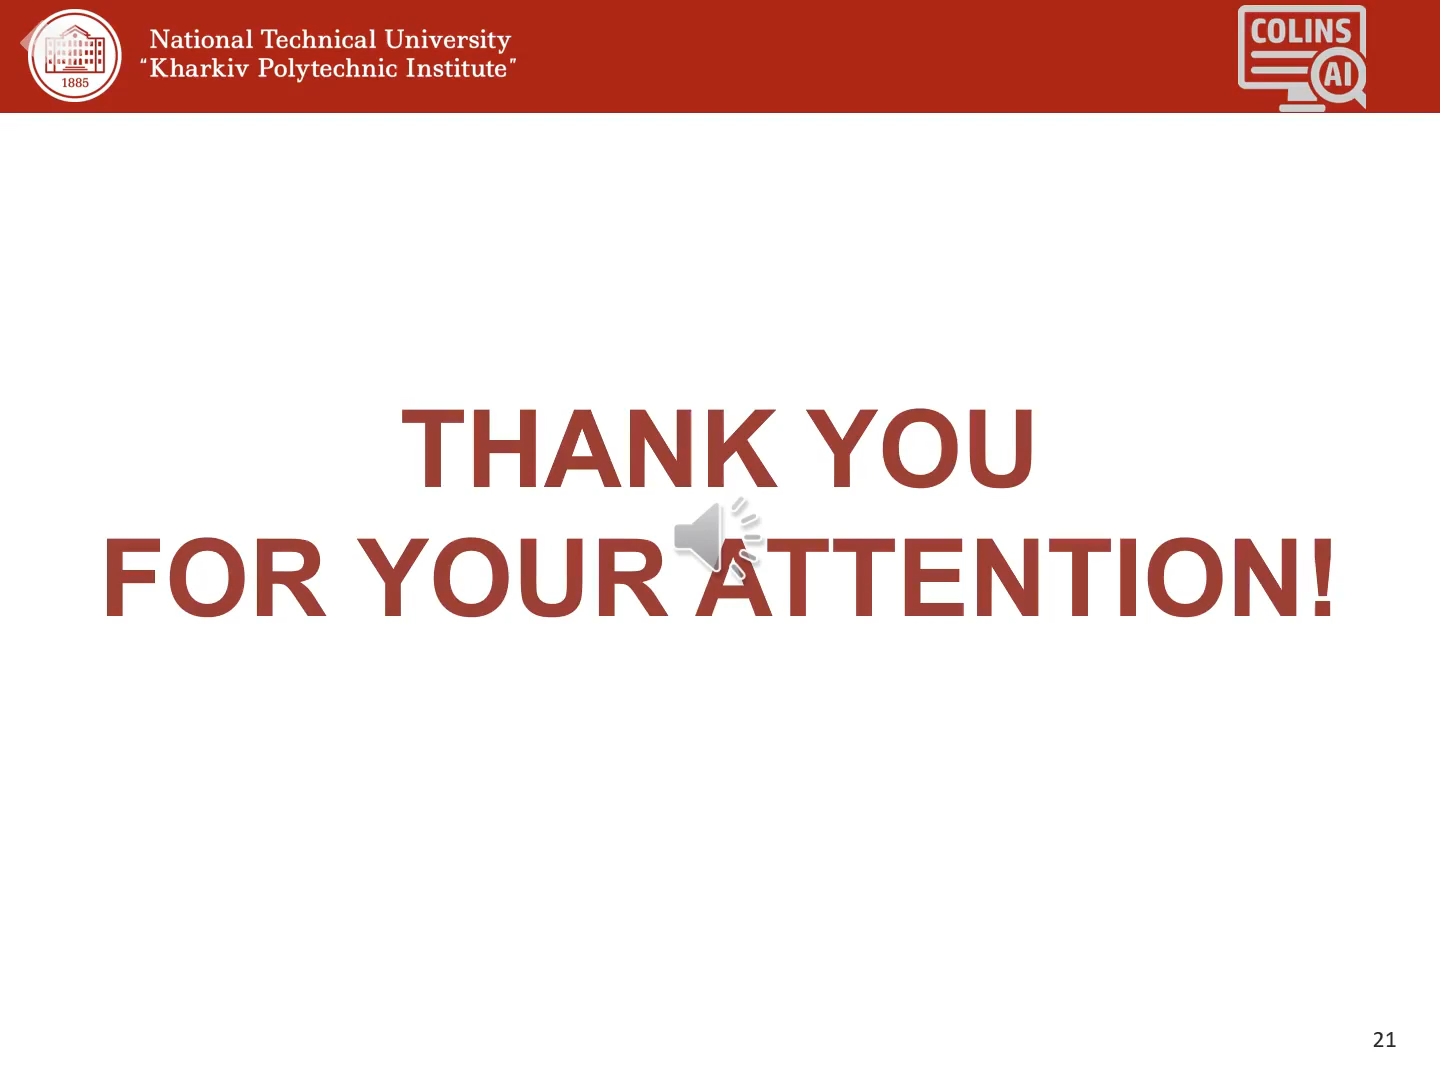 National Technical University
“Kharkiv Polytechnic Institute”
1885
COLINS
AI
THANK YOU
FOR YOUR ATTENTION!
21